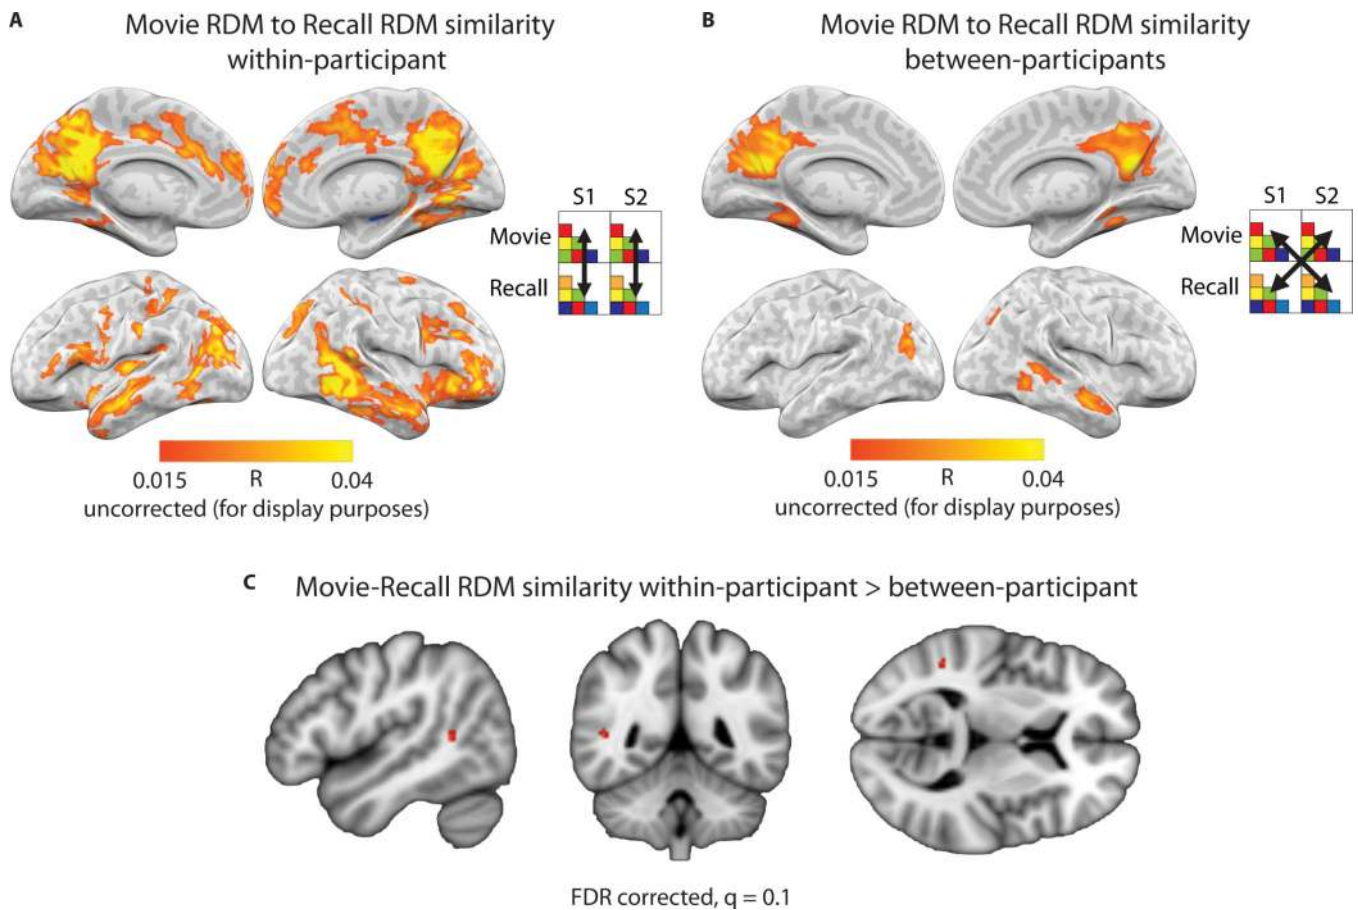 A
Movie RDM to Recall RDM similarity
within-participant
S1 S2
Movie
Recall
0.015 R 0.04
uncorrected (for display purposes)
B
Movie RDM to Recall RDM similarity
between-participants
S1 S2
Movie
Recall
0.015 R 0.04
uncorrected (for display purposes)
C Movie-Recall RDM similarity within-participant > between-participant
FDR corrected, q = 0.1